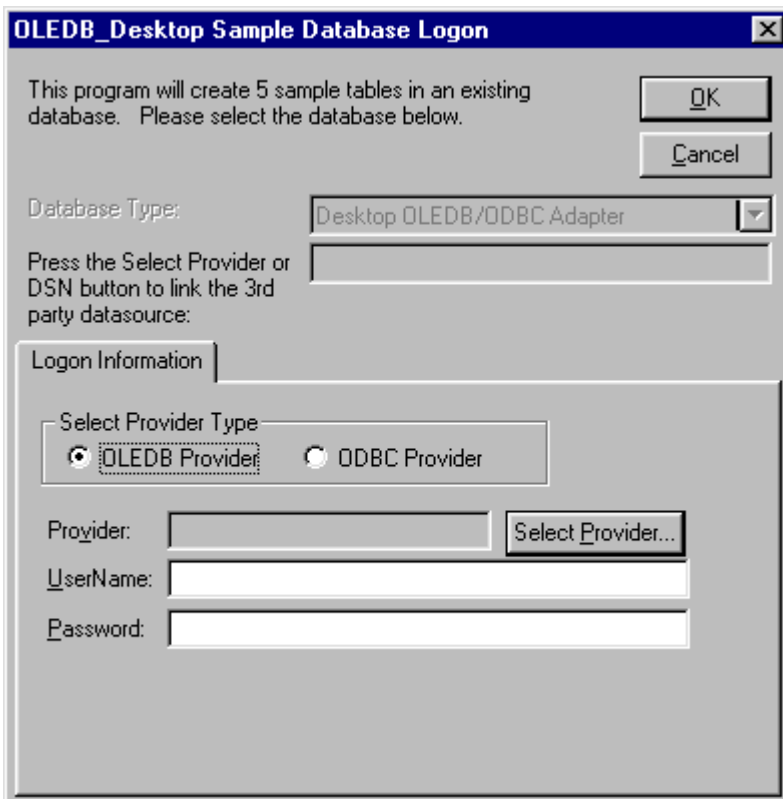 OLEDB_Desktop Sample Database Logon
This program will create 5 sample tables in an existing
database. Please select the database below.
OK
Cancel
Database Type:
Desktop OLEDB/ODBC Adapter
Press the Select Provider or
DSN button to link the 3rd
party datasource:
Logon Information
Select Provider Type
OLEDB Provider
ODBC Provider
Provider:
Select Provider...
UserName:
Password: